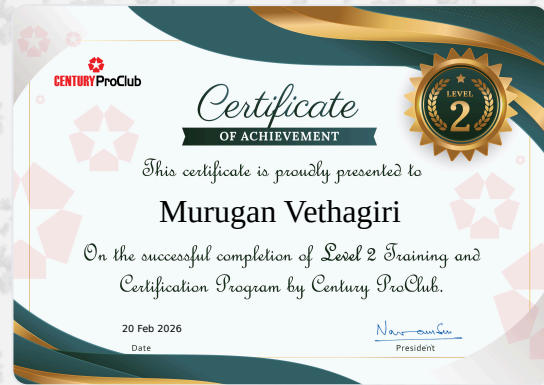 CENTURY ProClub
LEVEL
2
Certificate
OF ACHIEVEMENT
This certificate is proudly presented to
Murugan Vethagiri
On the successful completion of Level 2 Training and
Certification Program by Century ProClub.
20 Feb 2026
Date
President